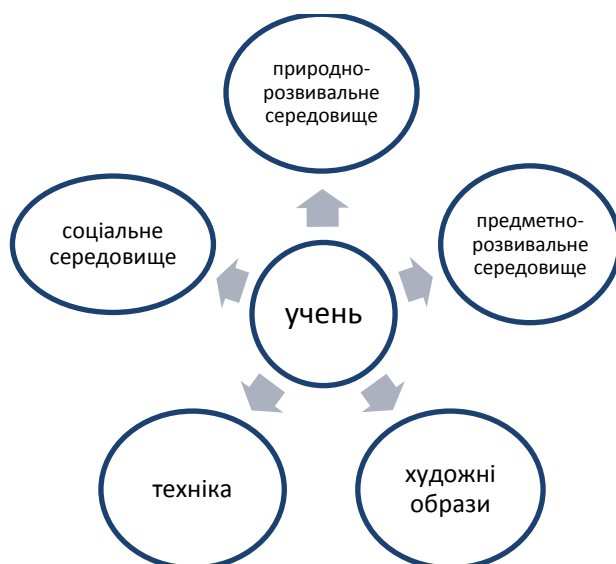 природно-
розвивальне
середовище
соціальне
середовище
предметно-
розвивальне
середовище
учень
техніка
художні
образи